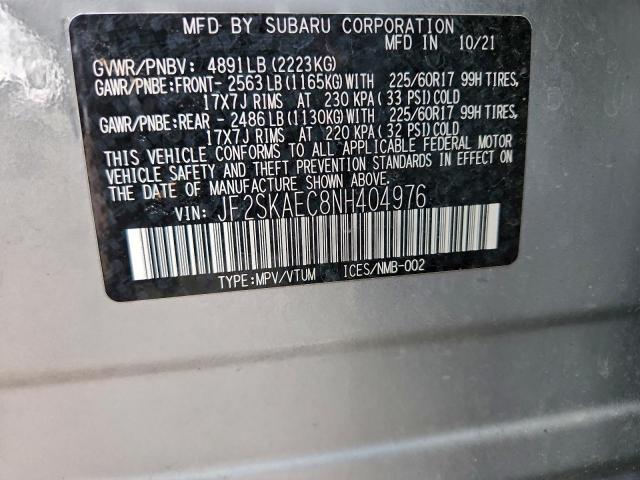 MFD BY SUBARU CORPORATION
MFD IN 10/21
GVWR/PNBV: 4891LB (2223KG)
GAWR/PNBE:FRONT- 2563LB (1165KG)WITH 225/60R17 99H TIRES,
17X7J RIMS AT 230 KPA (33 PSI)COLD
GAWR/PNBE:REAR - 2486LB (1130KG)WITH 225/60R17 99H TIRES,
17X7J RIMS AT 220 KPA (32 PSI)COLD
THIS VEHICLE CONFORMS TO ALL APPLICABLE FEDERAL MOTOR
VEHICLE SAFETY AND THEFT PREVENTION STANDARDS IN EFFECT ON
THE DATE OF MANUFACTURE SHOWN ABOVE.
VIN: JF2SKAEC8NH404976
TYPE:MPV/VTUM ICES/NMB-002